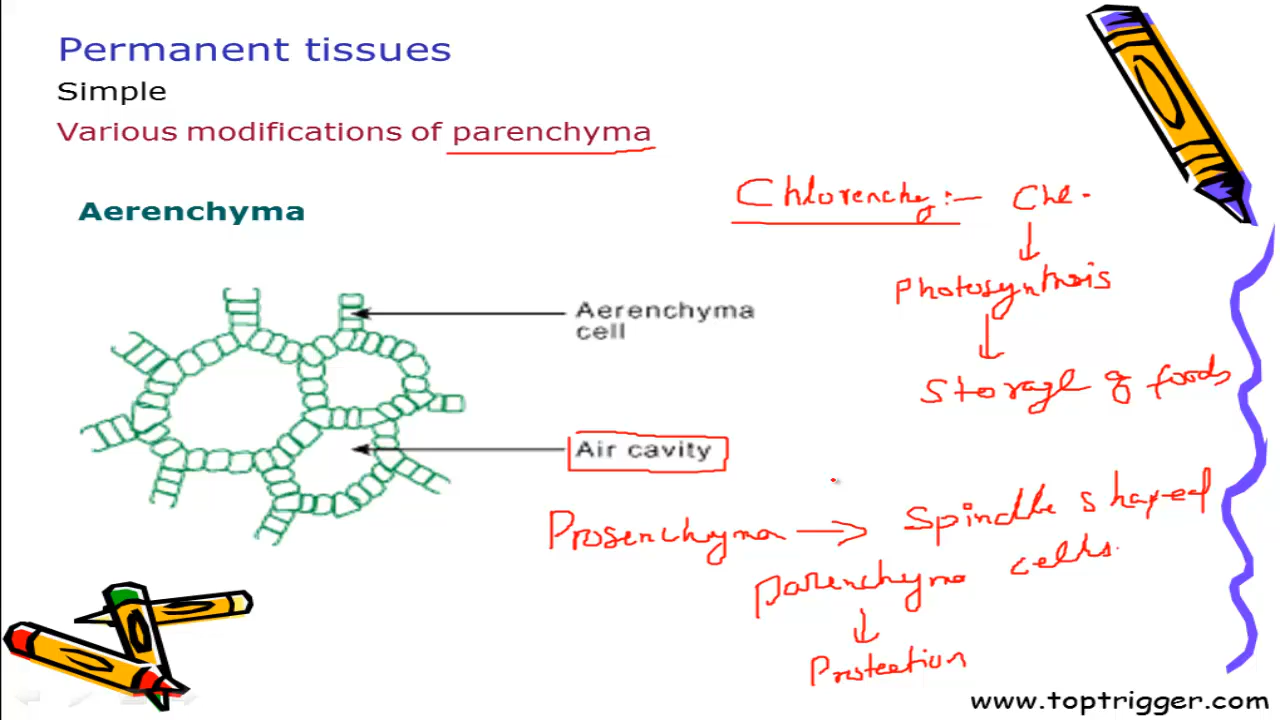 Permanent tissues
Simple
Various modifications of parenchyma
Aerenchyma
Chlorenchy :- Chl.
Photosynthesis
Storage of foods
Aerenchyma
cell
Air cavity
Prosenchyma → Spindle shaped
cells.
parenchyma
Protection
www.toptrigger.com